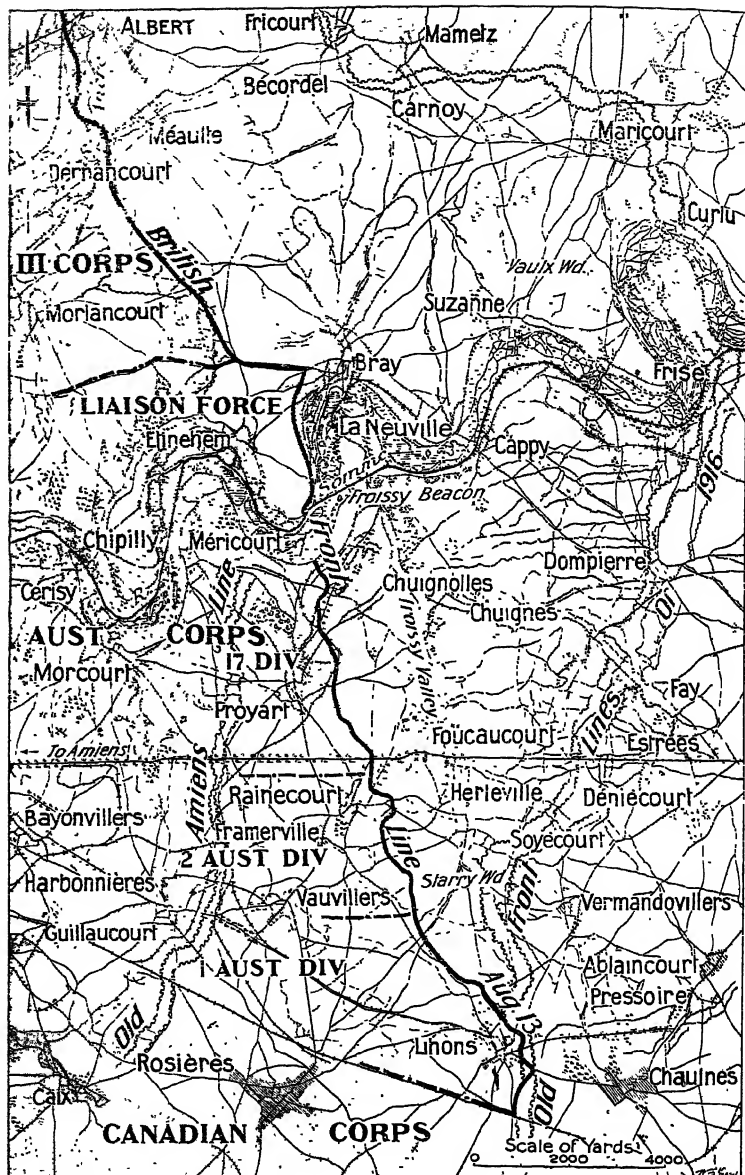 ALBERT
Fricourt
Mametz
Bécordel
Carnoy
Méaulte
Maricourt
Dernancourt
Curlu
British
III CORPS
Vaulx Wd.
Suzanne
Morlancourt
Bray
Frise
LIAISON FORCE
La Neuville
Etinehem
Cappy
1916
Froissy Beacon
Chipilly
Méricourt
Front
Line
Dompierre
Cerisy
Chuignolles
Chuignes
Ol
AUST CORPS
Morcourt
17 DIV
Froissy Valley
Fay
Proyart
Foucaucourt
Lines
Estrées
← To Amiens
Amiens
Rainecourt
Herleville
Deniécourt
Bayonvillers
Framerville
line
Soyécourt
2 AUST DIV
Starry Wd
Front
Harbonnières
Vauvillers
Vermandovillers
Guillaucourt
1 AUST DIV
Ablaincourt
Pressoire
Aug 13
Old
Lihons
Rosières
Chaulnes
Caix
Old
CANADIAN CORPS
Scale of Yards
0 2000 4000